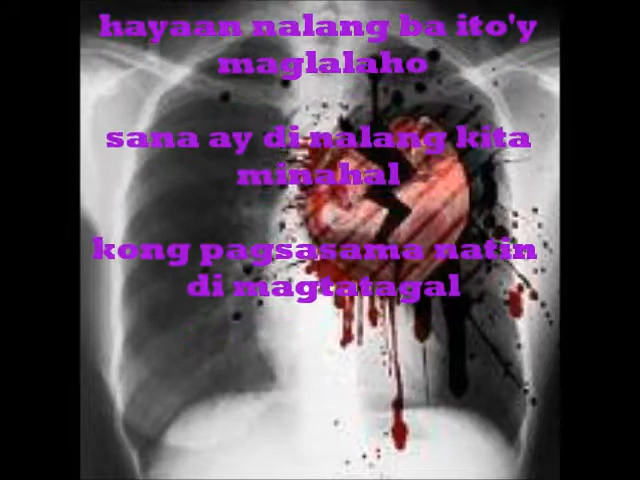 hayaan nalang ba ito'y
maglalaho
sana ay di nalang kita
minahal
kong pagsasama natin
di magtatagal